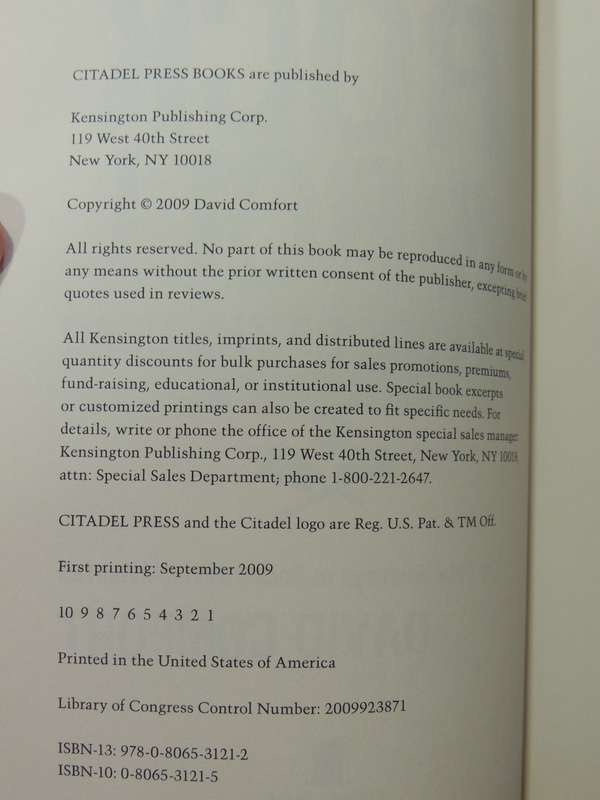 CITADEL PRESS BOOKS are published by
Kensington Publishing Corp.
119 West 40th Street
New York, NY 10018
Copyright © 2009 David Comfort
All rights reserved. No part of this book may be reproduced in any form or by
any means without the prior written consent of the publisher, excepting brief
quotes used in reviews.
All Kensington titles, imprints, and distributed lines are available at special
quantity discounts for bulk purchases for sales promotions, premiums,
fund-raising, educational, or institutional use. Special book excerpts
or customized printings can also be created to fit specific needs. For
details, write or phone the office of the Kensington special sales manager:
Kensington Publishing Corp., 119 West 40th Street, New York, NY 10018,
attn: Special Sales Department; phone 1-800-221-2647.
CITADEL PRESS and the Citadel logo are Reg. U.S. Pat. & TM Off.
First printing: September 2009
10 9 8 7 6 5 4 3 2 1
Printed in the United States of America
Library of Congress Control Number: 2009923871
ISBN-13: 978-0-8065-3121-2
ISBN-10: 0-8065-3121-5